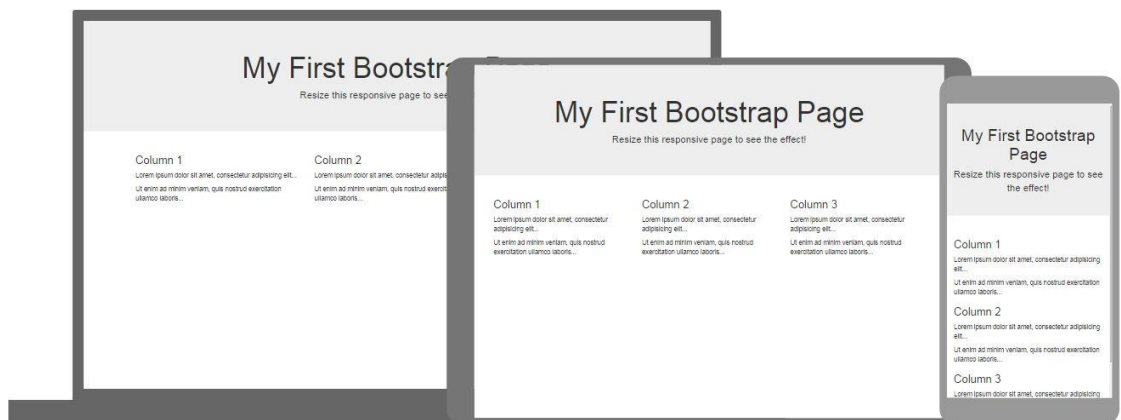 My First Bootstra
Resize this responsive page to see
Column 1
Lorem ipsum dolor sit amet, consectetur adipisicing elit...
Ut enim ad minim veniam, quis nostrud exercitation
ullamco laboris...
Column 2
Lorem ipsum dolor sit amet, consectetur
Ut enim ad minim veniam, quis nostrud
ullamco laboris...
My First Bootstrap Page
Resize this responsive page to see the effect!
Column 1
Lorem ipsum dolor sit amet, consectetur
adipisicing elit...
Ut enim ad minim veniam, quis nostrud
exercitation ullamco laboris...
Column 2
Lorem ipsum dolor sit amet, consectetur
adipisicing elit...
Ut enim ad minim veniam, quis nostrud
exercitation ullamco laboris...
Column 3
Lorem ipsum dolor sit amet, consectetur
adipisicing elit...
Ut enim ad minim veniam, quis nostrud
exercitation ullamco laboris...
My First Bootstrap
Page
Resize this responsive page to see
the effect!
Column 1
Lorem ipsum dolor sit amet, consectetur adipisicing
elit...
Ut enim ad minim veniam, quis nostrud exercitation
ullamco laboris...
Column 2
Lorem ipsum dolor sit amet, consectetur adipisicing
elit...
Ut enim ad minim veniam, quis nostrud exercitation
ullamco laboris...
Column 3
Lorem ipsum dolor sit amet, consectetur adipisicing